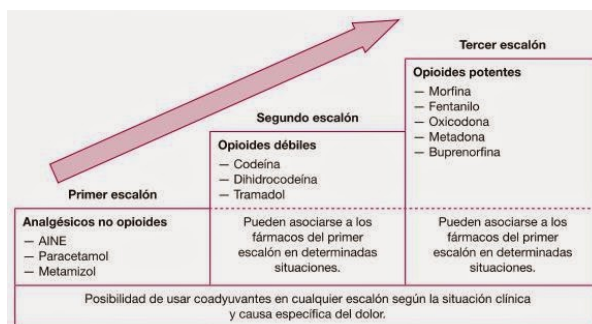 Primer escalón
Analgésicos no opioides
— AINE
— Paracetamol
— Metamizol
Segundo escalón
Opioides débiles
— Codeína
— Dihidrocodeína
— Tramadol
Pueden asociarse a los
fármacos del primer
escalón en determinadas
situaciones.
Tercer escalón
Opioides potentes
— Morfina
— Fentanilo
— Oxicodona
— Metadona
— Buprenorfina
Pueden asociarse a los
fármacos del primer
escalón en determinadas
situaciones.
Posibilidad de usar coadyuvantes en cualquier escalón según la situación clínica
y causa específica del dolor.